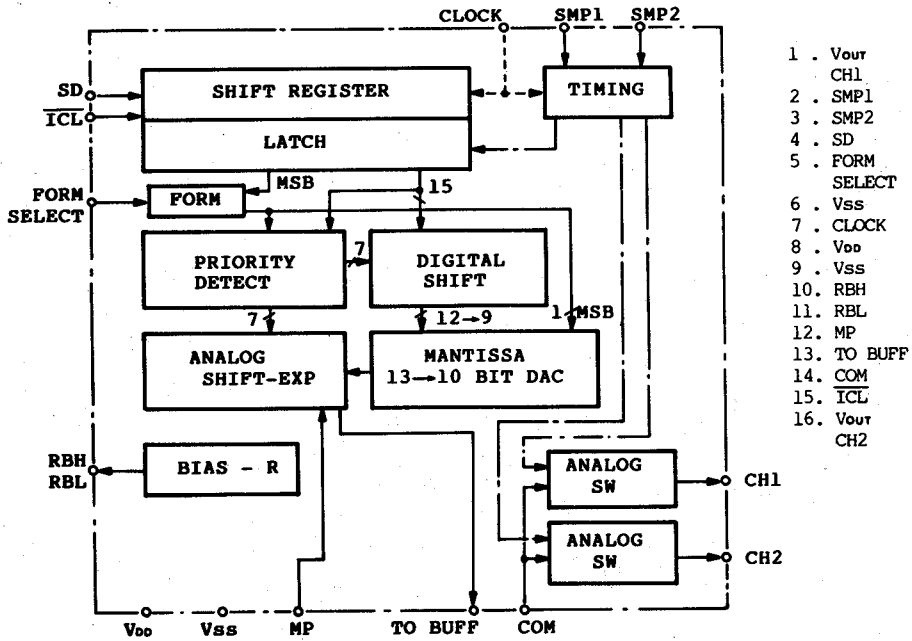 CLOCK SMP1 SMP2
SD
ICL
SHIFT REGISTER
TIMING
LATCH
MSB
15
FORM
SELECT
FORM
PRIORITY
DETECT
7
DIGITAL
SHIFT
7
12→9
1
MSB
ANALOG
SHIFT-EXP
MANTISSA
13→10 BIT DAC
RBH
RBL
BIAS - R
ANALOG
SW
CH1
ANALOG
SW
CH2
VDD VSS MP TO BUFF COM
1 . VOUT
CH1
2 . SMP1
3 . SMP2
4 . SD
5 . FORM
SELECT
6 . Vss
7 . CLOCK
8 . VDD
9 . Vss
10. RBH
11. RBL
12. MP
13. TO BUFF
14. COM
15. ICL
16. VOUT
CH2